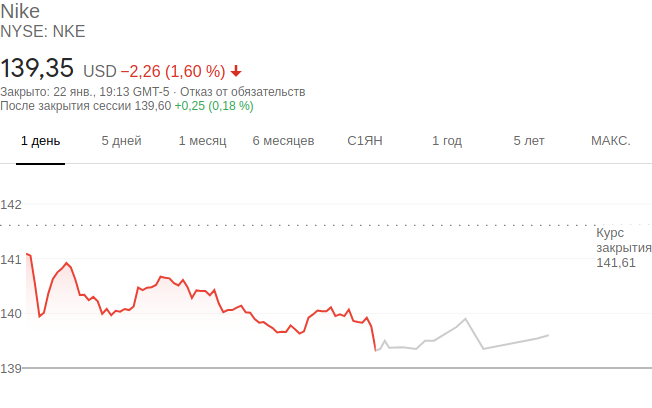 Nike
NYSE: NKE
139,35 USD −2,26 (1,60 %)
Закрыто: 22 янв., 19:13 GMT-5 · Отказ от обязательств
После закрытия сессии 139,60 +0,25 (0,18 %)
1 день 5 дней 1 месяц 6 месяцев С1ЯН 1 год 5 лет МАКС.
142
Курс
закрытия
141,61
141
140
139